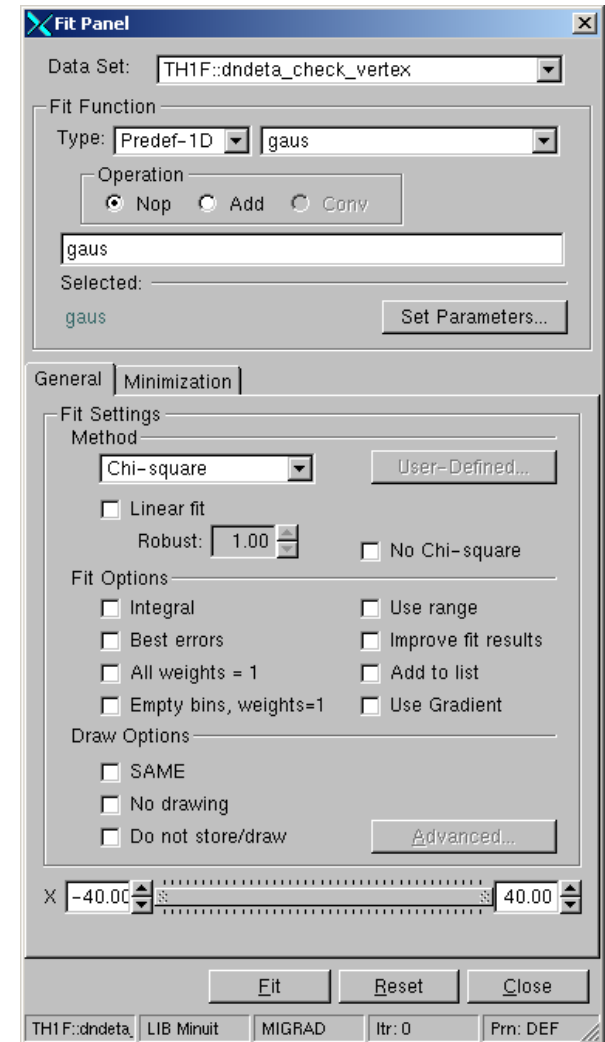 Fit Panel
Data Set: TH1F::dndeta_check_vertex
Fit Function
Type: Predef-1D gaus
Operation
Nop Add Conv
gaus
Selected:
gaus Set Parameters...
General Minimization
Fit Settings
Method
Chi-square User-Defined...
Linear fit
Robust: 1.00 No Chi-square
Fit Options
Integral Use range
Best errors Improve fit results
All weights = 1 Add to list
Empty bins, weights=1 Use Gradient
Draw Options
SAME
No drawing
Do not store/draw Advanced...
X -40.00 40.00
Fit Reset Close
TH1F::dndeta_ LIB Minuit MIGRAD Itr: 0 Prn: DEF